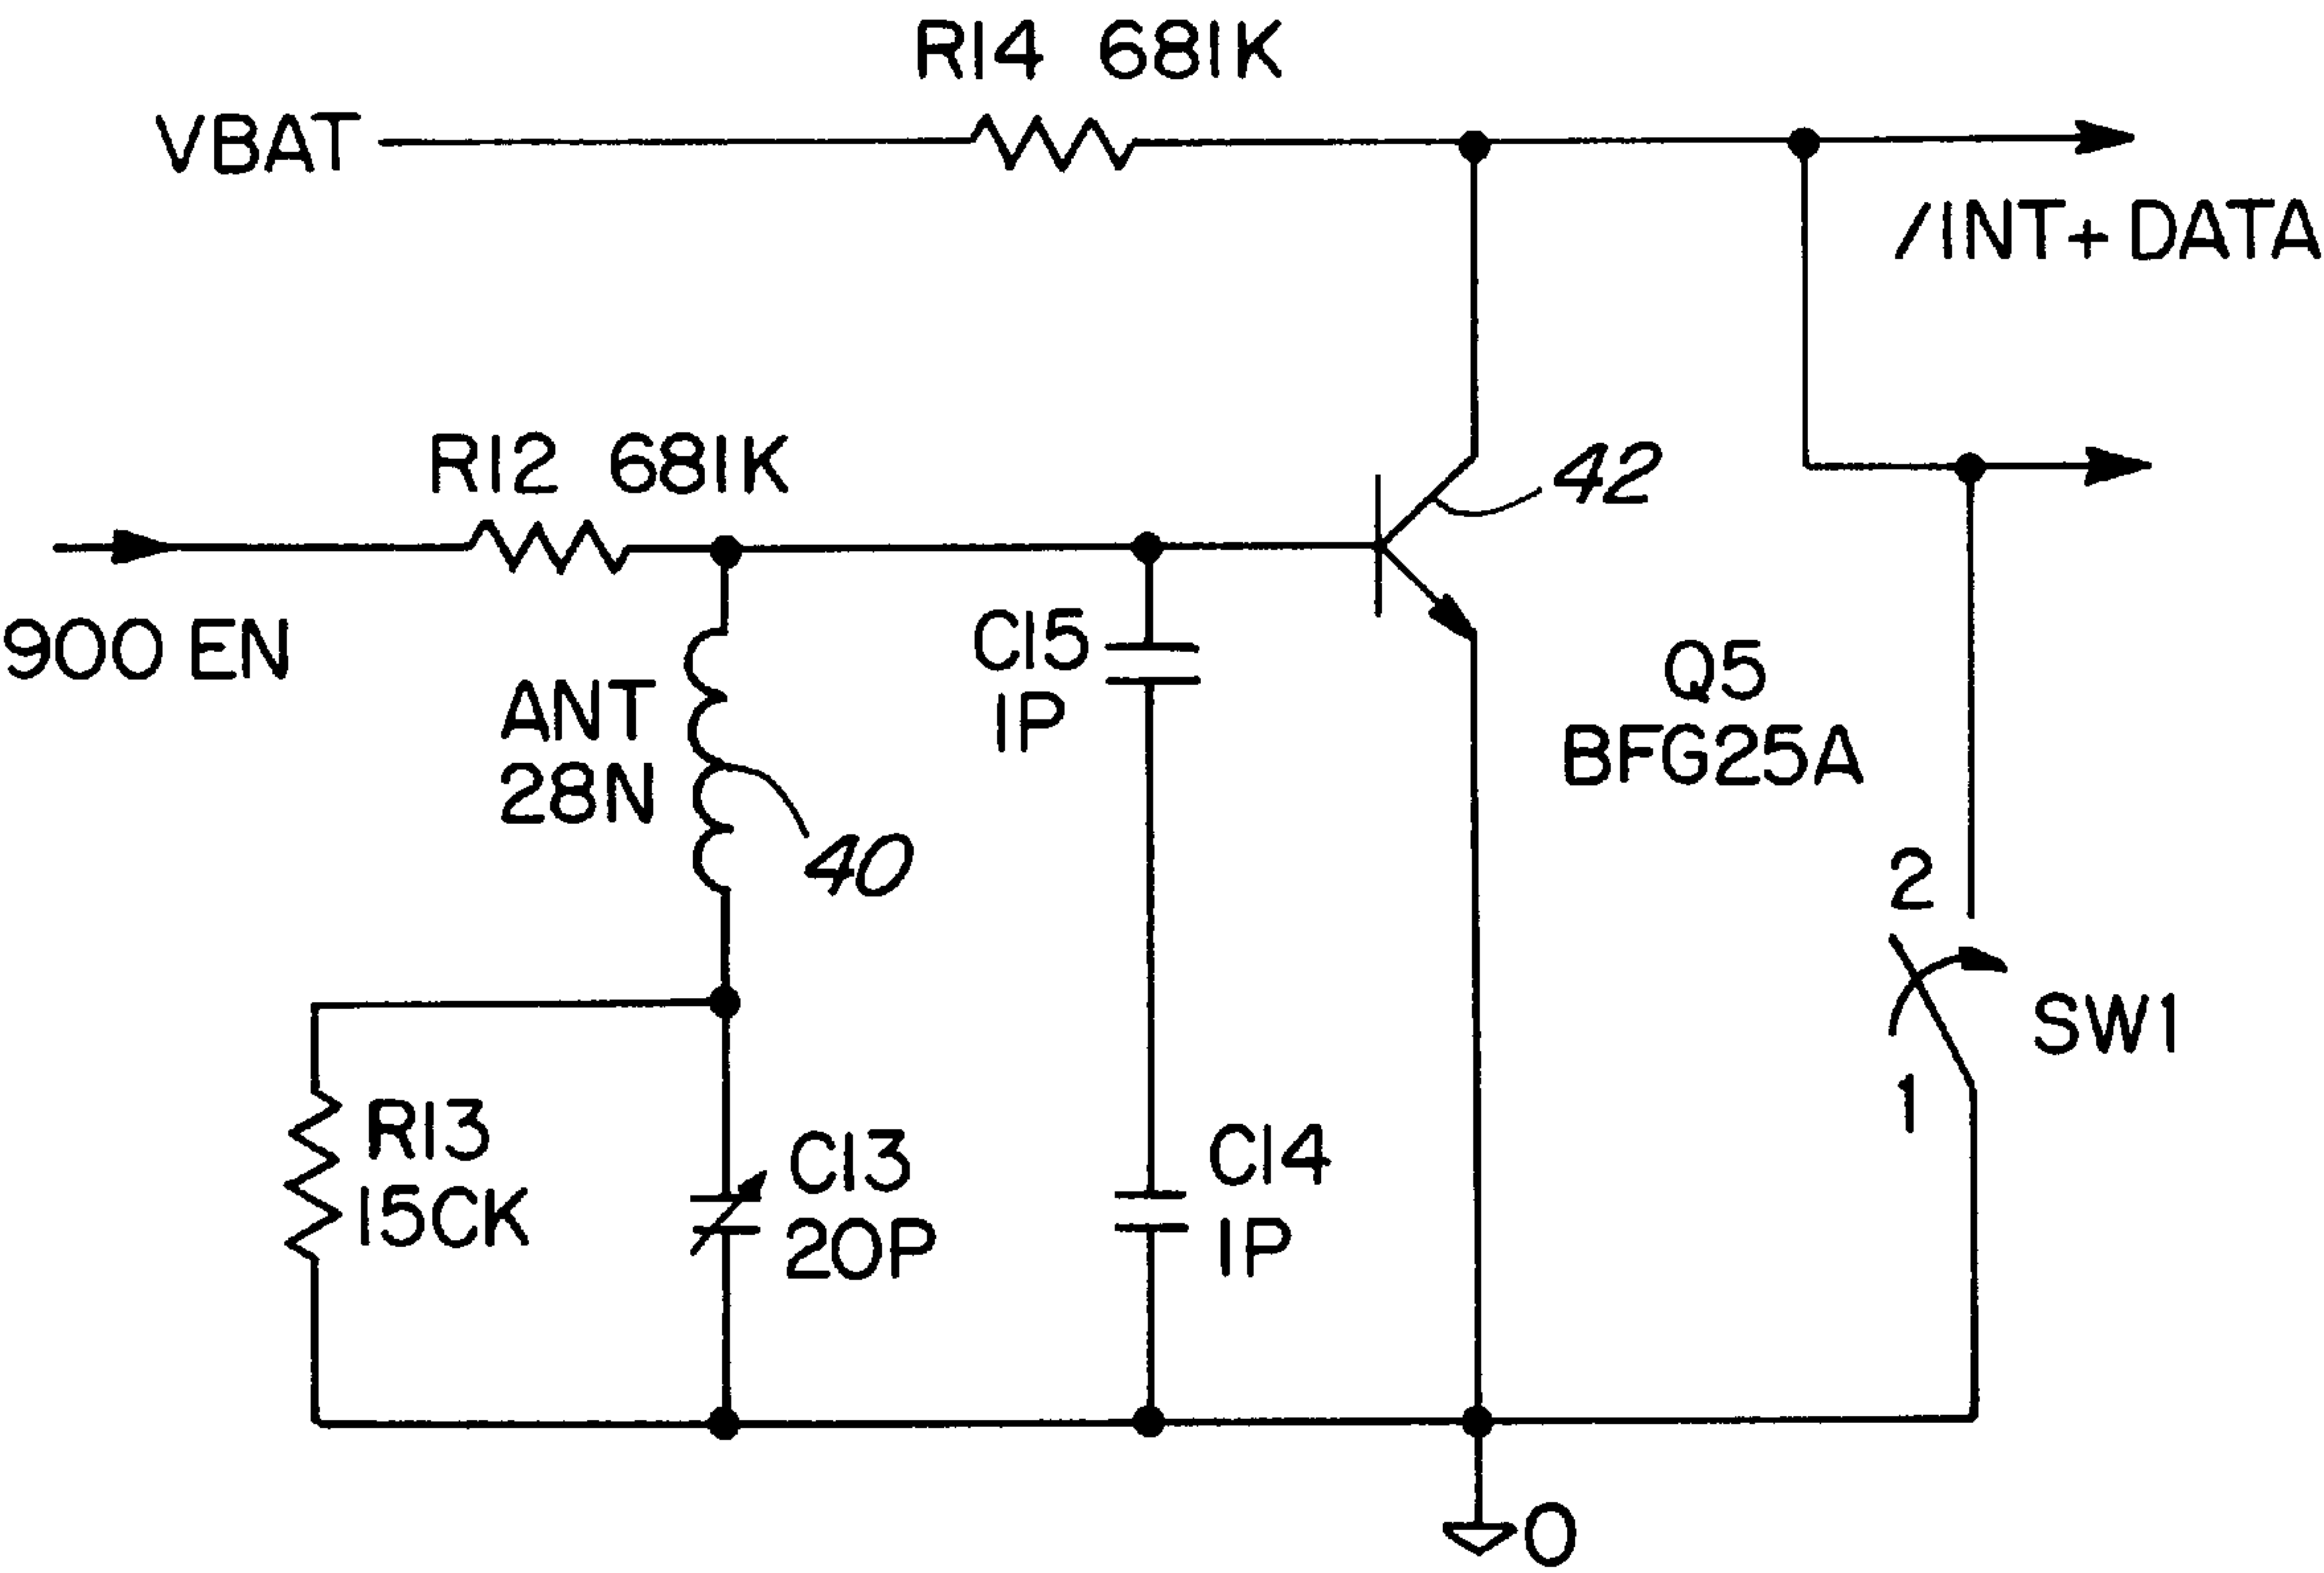 R14 681K
VBAT
/INT+DATA
R12 681K
42
900 EN
ANT
28N
C15
1P
Q5
BFG25A
40
2
SW1
1
R13
15CK
C13
20P
C14
1P
0